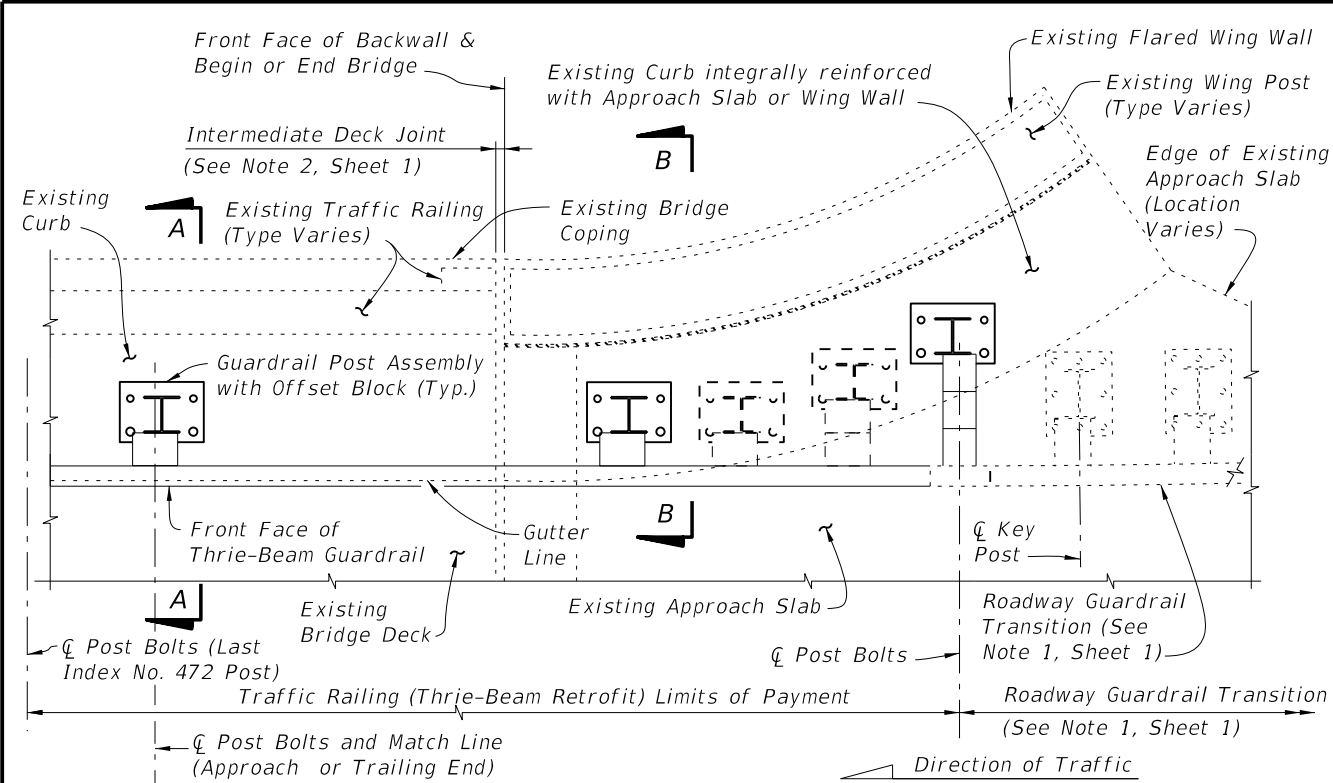 Front Face of Backwall &
Begin or End Bridge
Existing Curb integrally reinforced
with Approach Slab or Wing Wall
Existing Flared Wing Wall
Existing Wing Post
(Type Varies)
Intermediate Deck Joint
(See Note 2, Sheet 1)
B
Edge of Existing
Approach Slab
(Location
Varies)
Existing
Curb
A
Existing Traffic Railing
(Type Varies)
Existing Bridge
Coping
Guardrail Post Assembly
with Offset Block (Typ.)
Front Face of
Thrie-Beam Guardrail
Gutter
Line
B
℄ Key
Post
A
Existing
Bridge Deck
Existing Approach Slab
Roadway Guardrail
Transition (See
Note 1, Sheet 1)
℄ Post Bolts (Last
Index No. 472 Post)
℄ Post Bolts
Traffic Railing (Thrie-Beam Retrofit) Limits of Payment
Roadway Guardrail Transition
(See Note 1, Sheet 1)
℄ Post Bolts and Match Line
(Approach or Trailing End)
Direction of Traffic